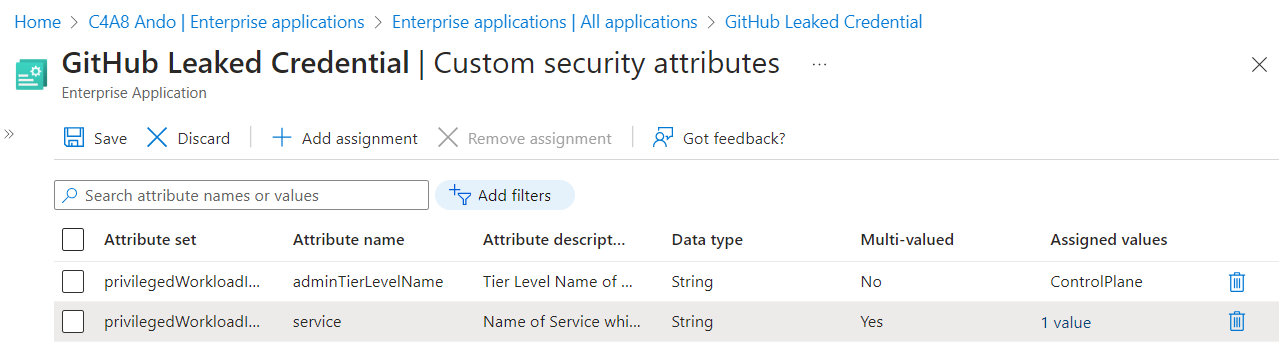 Home > C4A8 Ando | Enterprise applications > Enterprise applications | All applications > GitHub Leaked Credential
GitHub Leaked Credential | Custom security attributes ...
Enterprise Application
Save Discard Add assignment Remove assignment Got feedback?
Search attribute names or values Add filters
Attribute set Attribute name Attribute descript... Data type Multi-valued Assigned values
privilegedWorkloadI... adminTierLevelName Tier Level Name of ... String No ControlPlane
privilegedWorkloadI... service Name of Service whi... String Yes 1 value